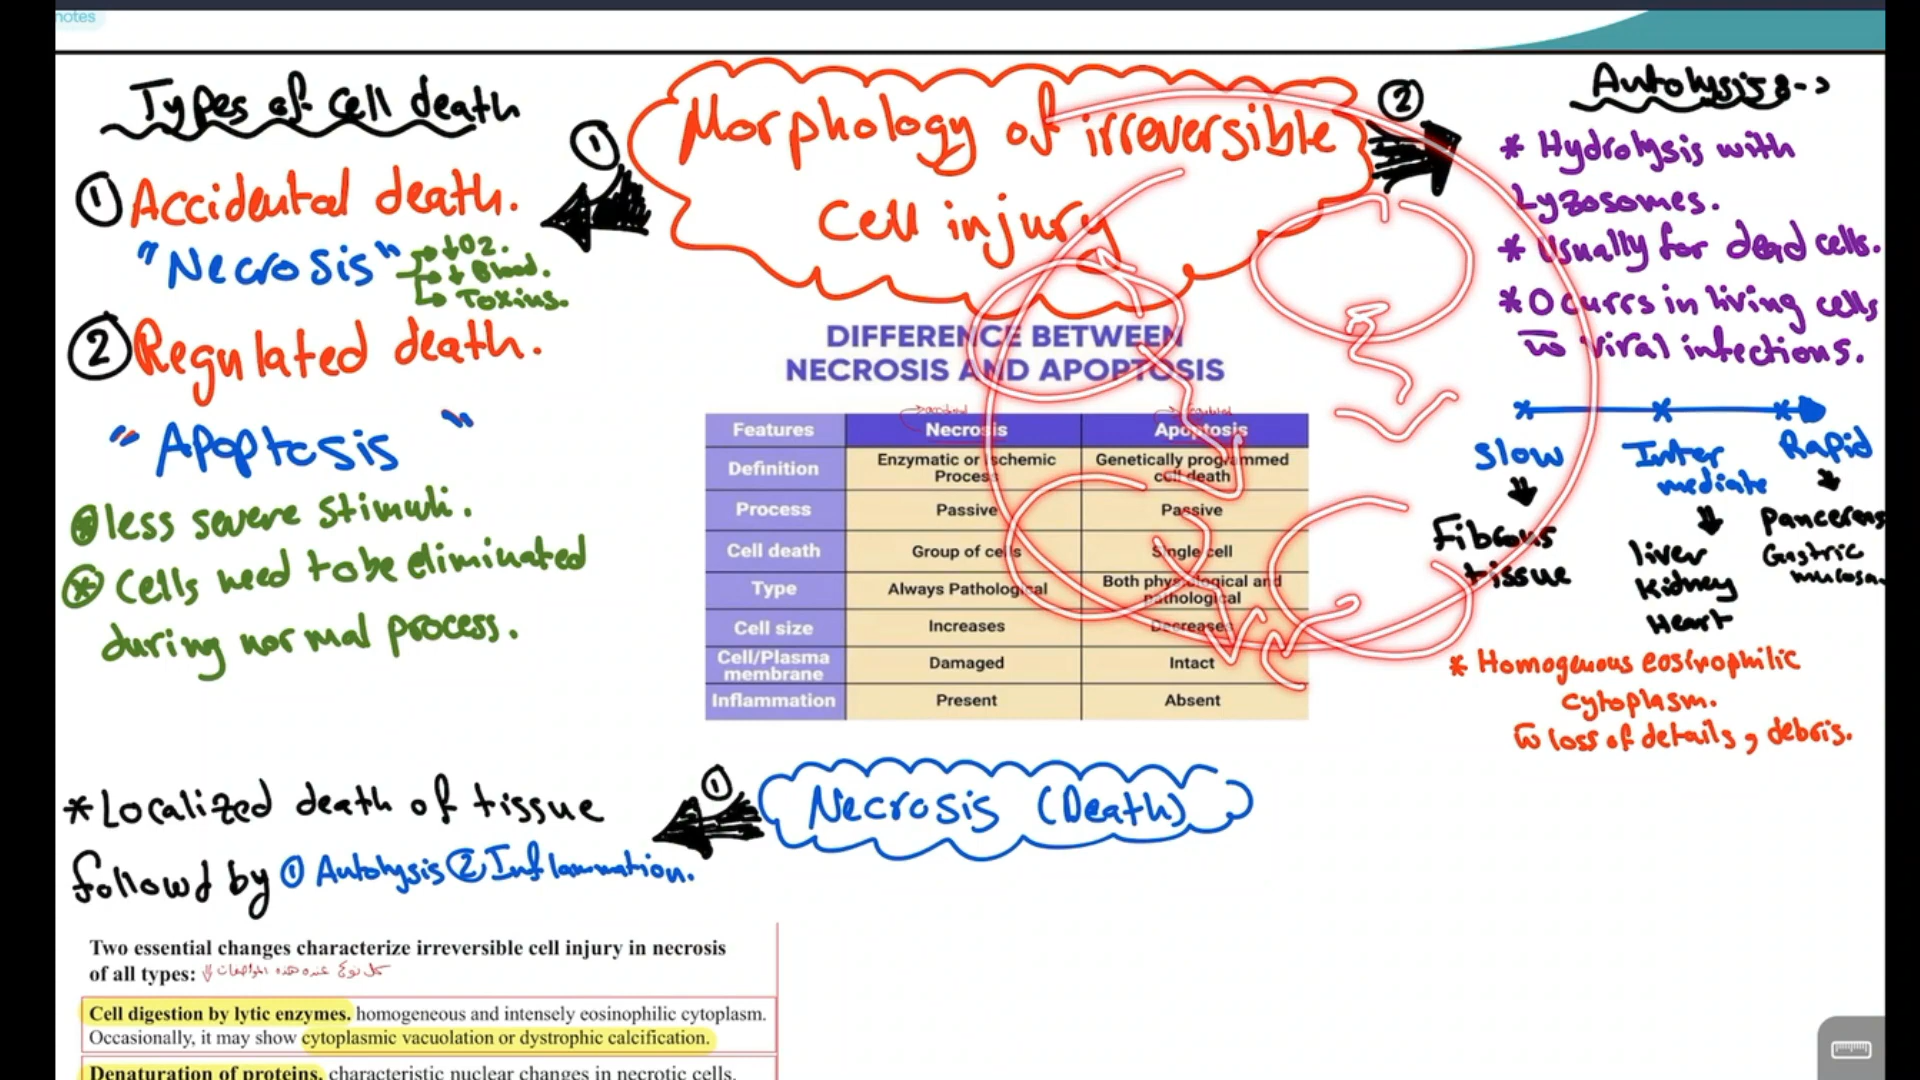 notes
Types of cell death
① Accidental death.
"Necrosis"
↓O2.
↓ Blood.
Toxins.
② Regulated death.
"Apoptosis"
less severe stimuli.
Cells need to be eliminated
during normal process.
①
Morphology of irreversible
Cell injury
②
DIFFERENCE BETWEEN
NECROSIS AND APOPTOSIS
Features Necrosis Apoptosis
Definition Enzymatic or ischemic Process Genetically programmed cell death
Process Passive Passive
Cell death Group of cells Single cell
Type Always Pathological Both physiological and pathological
Cell size Increases Decreases
Cell/Plasma membrane Damaged Intact
Inflammation Present Absent
Autolysis:->
* Hydrolysis with
Lyzosomes.
* Usually for dead cells.
* Ocurrs in living cells
w̄ viral infections.
Slow Inter mediate Rapid
Fibrous tissue
liver
Kidney
Heart
Pancerens
Gastric
mucosa
* Homogenous eosinophilic
cytoplasm.
w̄ loss of details, debris.
① Necrosis (Death)
* Localized death of tissue
followd by ① Autolysis ② Inflammation.
Two essential changes characterize irreversible cell injury in necrosis
of all types:
Cell digestion by lytic enzymes. homogeneous and intensely eosinophilic cytoplasm.
Occasionally, it may show cytoplasmic vacuolation or dystrophic calcification.
Denaturation of proteins. characteristic nuclear changes in necrotic cells.